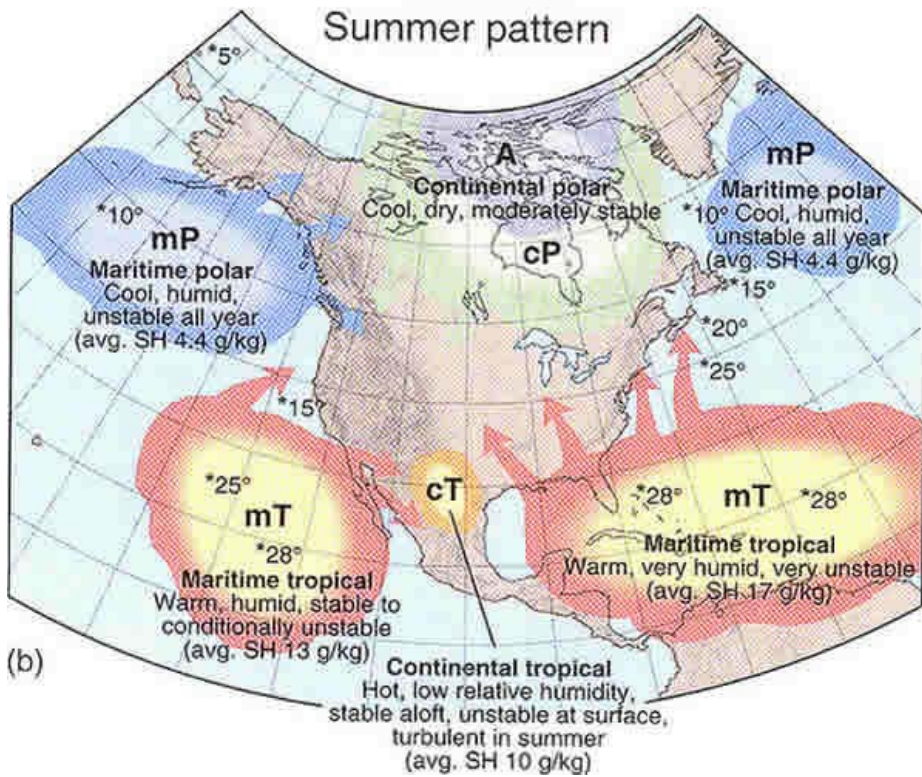 Summer pattern
*5°
A
Continental polar
Cool, dry, moderately stable
cP
*10°
mP
Maritime polar
Cool, humid,
unstable all year
(avg. SH 4.4 g/kg)
mP
Maritime polar
*10° Cool, humid,
unstable all year
(avg. SH 4.4 g/kg)
*15°
*20°
*25°
*15°
*25°
mT
*28°
Maritime tropical
Warm, humid, stable to
conditionally unstable
(avg. SH 13 g/kg)
cT
*28°
mT
*28°
Maritime tropical
Warm, very humid, very unstable
(avg. SH 17 g/kg)
Continental tropical
Hot, low relative humidity,
stable aloft, unstable at surface,
turbulent in summer
(avg. SH 10 g/kg)
(b)